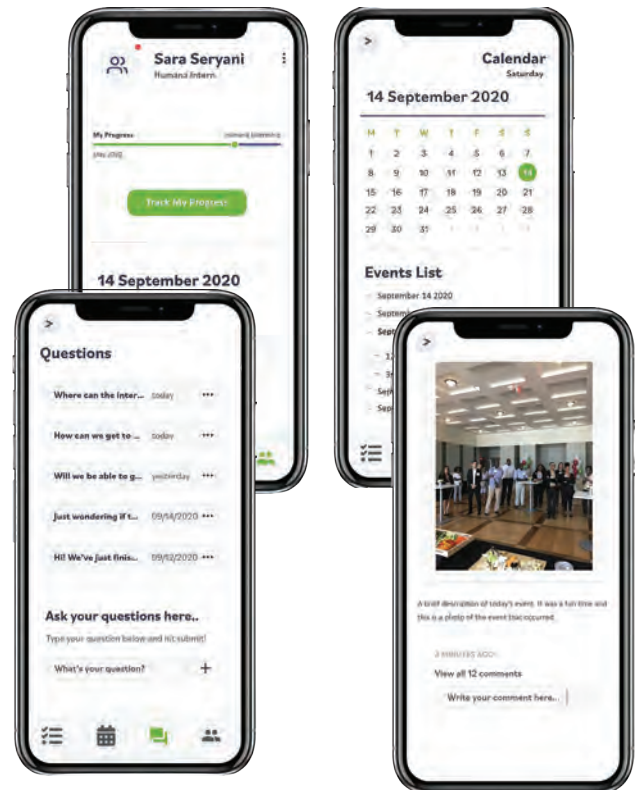 Sara Seryani
Humana Intern
My Progress
May 2020
Track My Progress
14 September 2020
>
Calendar
Saturday
14 September 2020
M T W T F S S
1 2 3 4 5 6 7
8 9 10 11 12 13 14
15 16 17 18 19 20 21
22 23 24 25 26 27 28
29 30 31
Events List
September 14 2020
>
Questions
Where can the inter... today
How can we get to ... today
Will we be able to g... yesterday
Just wondering if t... 09/14/2020
Hi! We've just finis... 09/12/2020
Ask your questions here..
Type your question below and hit submit!
What's your question? +
>
A brief description of today's event. It was a fun time and
this is a photo of the event that occurred.
MINUTES AGO
View all 12 comments
Write your comment here...